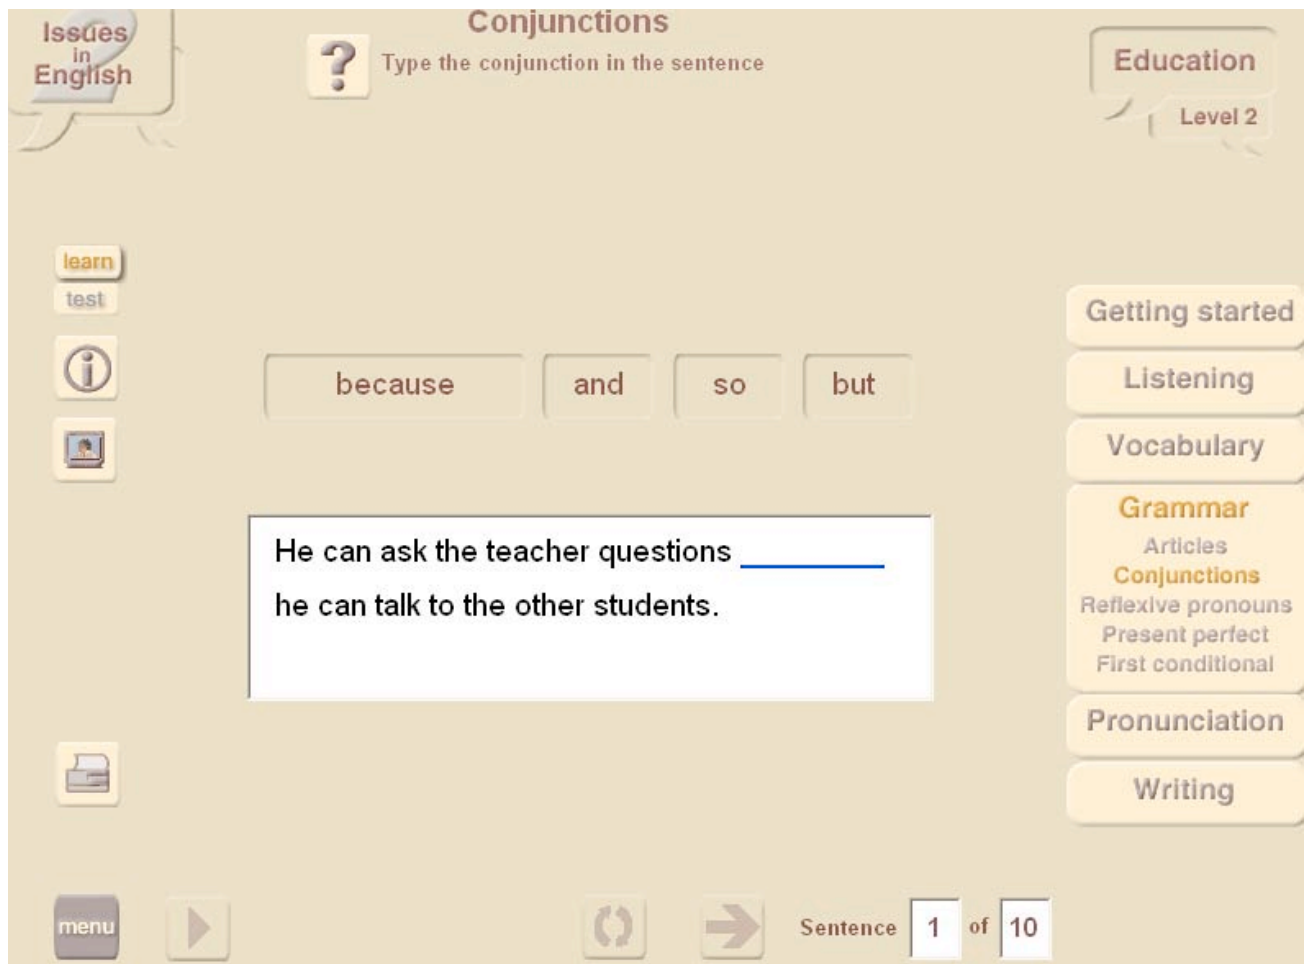 Issues
in
English
Conjunctions
? Type the conjunction in the sentence
Education
Level 2
learn
test
i
because and so but
He can ask the teacher questions ________
he can talk to the other students.
Getting started
Listening
Vocabulary
Grammar
Articles
Conjunctions
Reflexive pronouns
Present perfect
First conditional
Pronunciation
Writing
menu
Sentence 1 of 10